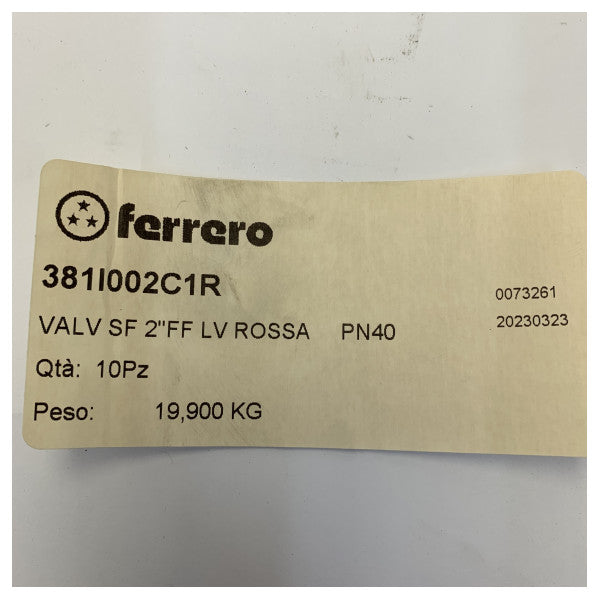 ferrero
381I002C1R
0073261
VALV SF 2"FF LV ROSSA PN40
20230323
Qtà: 10Pz
Peso: 19,900 KG